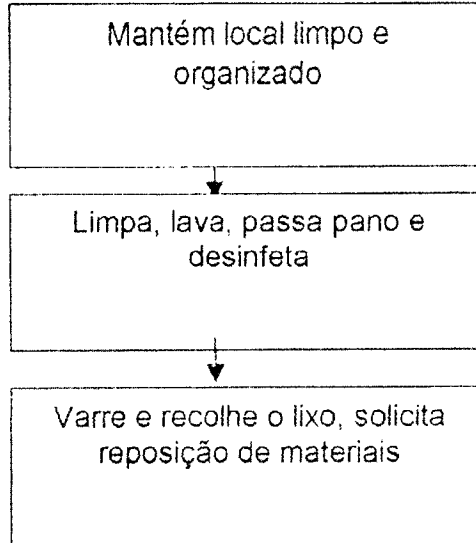 Mantém local limpo e
organizado
Limpa, lava, passa pano e
desinfeta
Varre e recolhe o lixo, solicita
reposição de materiais